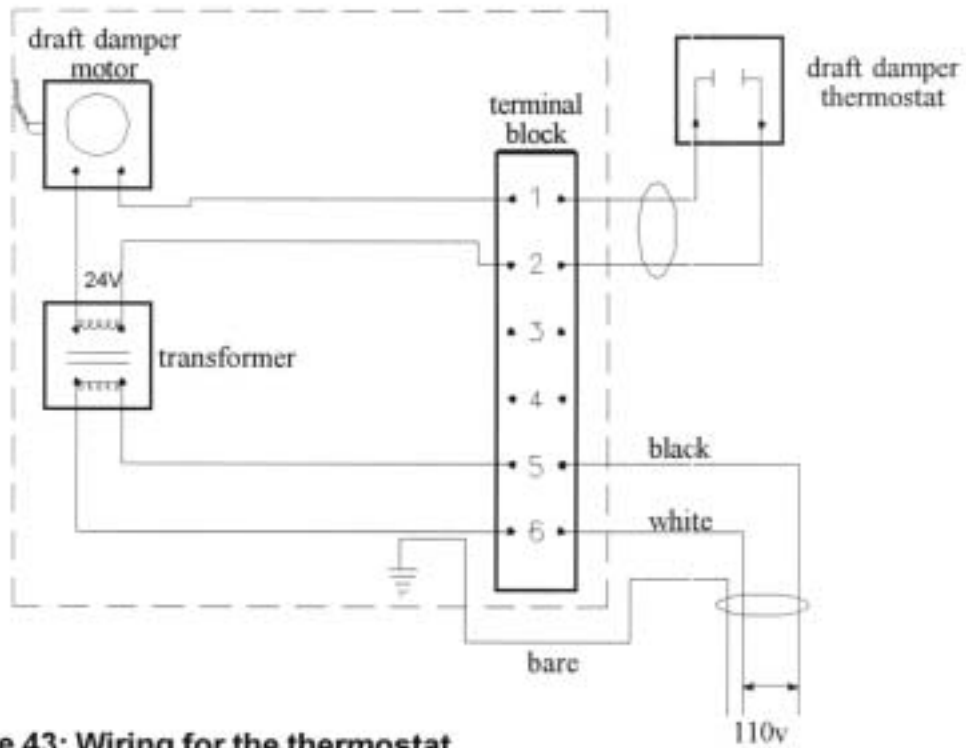 draft damper
motor
draft damper
thermostat
terminal
block
1
2
24V
3
transformer
4
black
5
white
6
bare
110v
e 43: Wiring for the thermostat